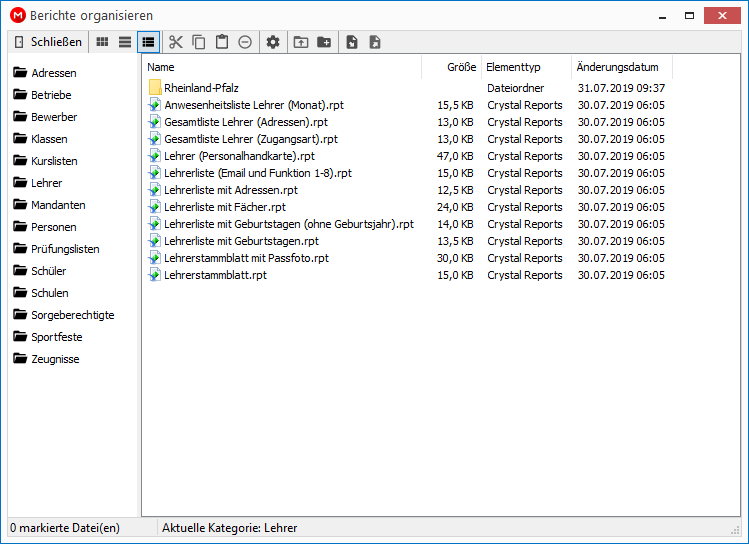 M Berichte organisieren
Schließen
Adressen
Betriebe
Bewerber
Klassen
Kurslisten
Lehrer
Mandanten
Personen
Prüfungslisten
Schüler
Schulen
Sorgeberechtigte
Sportfeste
Zeugnisse
Name Größe Elementtyp Änderungsdatum
Rheinland-Pfalz Dateiordner 31.07.2019 09:37
Anwesenheitsliste Lehrer (Monat).rpt 15,5 KB Crystal Reports 30.07.2019 06:05
Gesamtliste Lehrer (Adressen).rpt 13,0 KB Crystal Reports 30.07.2019 06:05
Gesamtliste Lehrer (Zugangsart).rpt 13,0 KB Crystal Reports 30.07.2019 06:05
Lehrer (Personalhandkarte).rpt 47,0 KB Crystal Reports 30.07.2019 06:05
Lehrerliste (Email und Funktion 1-8).rpt 15,0 KB Crystal Reports 30.07.2019 06:05
Lehrerliste mit Adressen.rpt 12,5 KB Crystal Reports 30.07.2019 06:05
Lehrerliste mit Fächer.rpt 24,0 KB Crystal Reports 30.07.2019 06:05
Lehrerliste mit Geburtstagen (ohne Geburtsjahr).rpt 14,0 KB Crystal Reports 30.07.2019 06:05
Lehrerliste mit Geburtstagen.rpt 13,5 KB Crystal Reports 30.07.2019 06:05
Lehrerstammblatt mit Passfoto.rpt 30,0 KB Crystal Reports 30.07.2019 06:05
Lehrerstammblatt.rpt 15,0 KB Crystal Reports 30.07.2019 06:05
0 markierte Datei(en) Aktuelle Kategorie: Lehrer